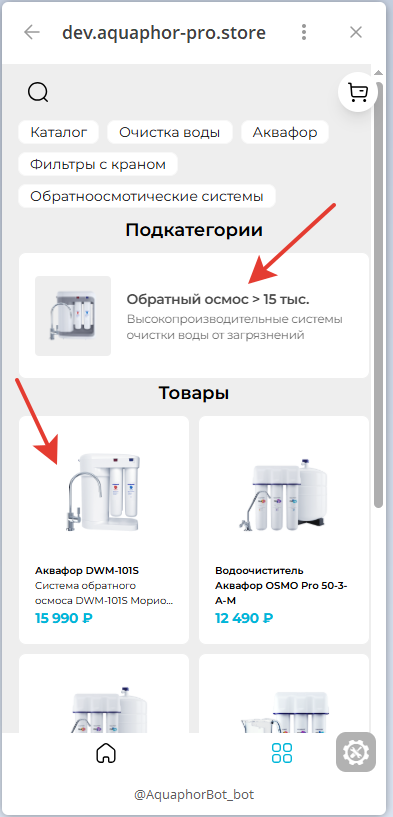 dev.aquaphor-pro.store
Каталог Очистка воды Аквафор
Фильтры с краном
Обратноосмотические системы
Подкатегории
Обратный осмос > 15 тыс.
Высокопроизводительные системы
очистки воды от загрязнений
Товары
Аквафор DWM-101S
Система обратного
осмоса DWM-101S Морио...
15 990 ₽
Водоочиститель
Аквафор OSMO Pro 50-3-
А-М
12 490 ₽
@AquaphorBot_bot